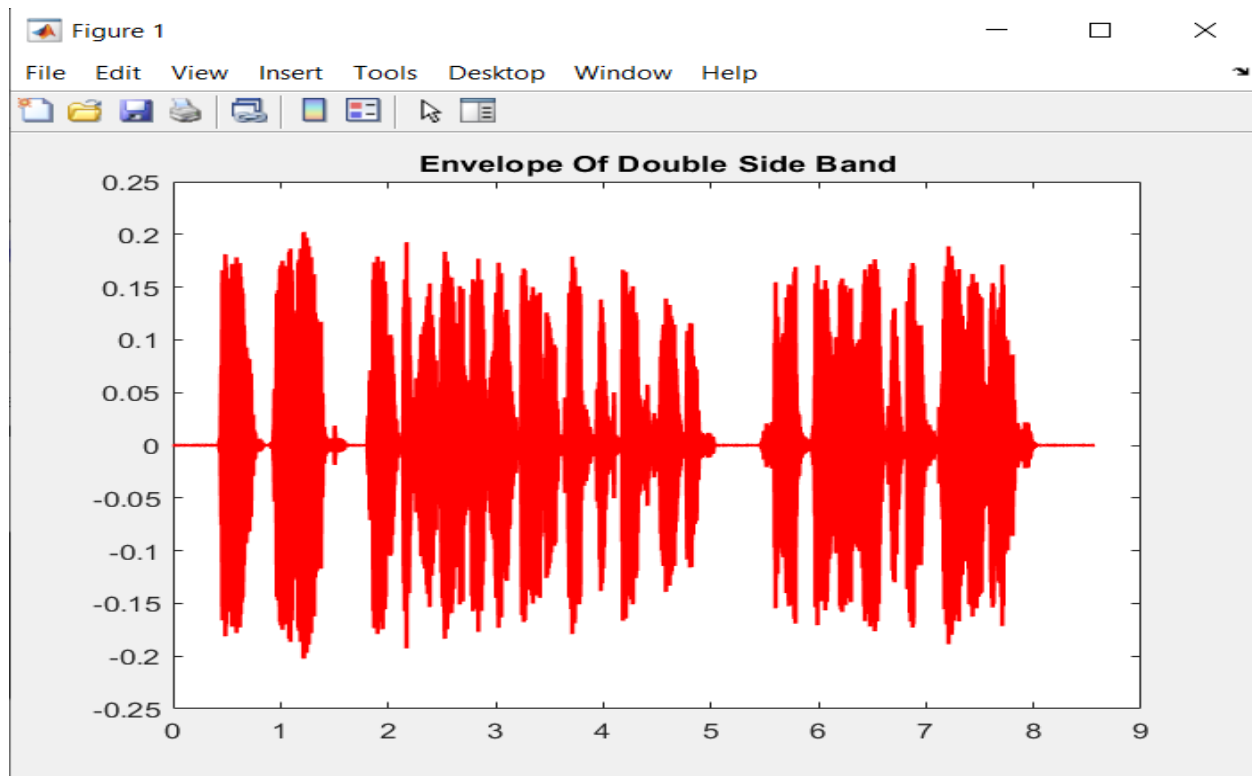 Figure 1
File Edit View Insert Tools Desktop Window Help
Envelope Of Double Side Band
0.25
0.2
0.15
0.1
0.05
0
-0.05
-0.1
-0.15
-0.2
-0.25
0 1 2 3 4 5 6 7 8 9